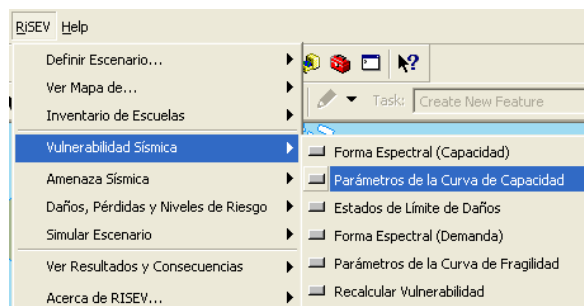 RiSEV Help
Definir Escenario...
Ver Mapa de...
Inventario de Escuelas
Task: Create New Feature
Vulnerabilidad Sísmica
Forma Espectral (Capacidad)
Amenaza Sísmica
Parámetros de la Curva de Capacidad
Daños, Pérdidas y Niveles de Riesgo
Estados de Límite de Daños
Simular Escenario
Forma Espectral (Demanda)
Ver Resultados y Consecuencias
Parámetros de la Curva de Fragilidad
Acerca de RISEV...
Recalcular Vulnerabilidad